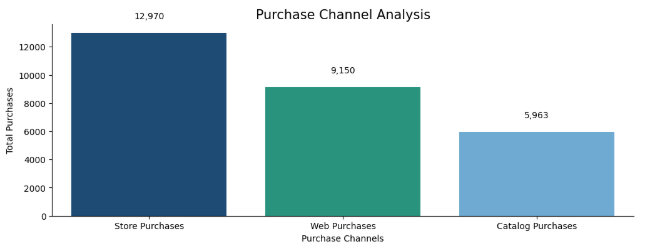 Purchase Channel Analysis
12,970
9,150
5,963
12000
10000
8000
6000
4000
2000
0
Total Purchases
Store Purchases
Web Purchases
Catalog Purchases
Purchase Channels